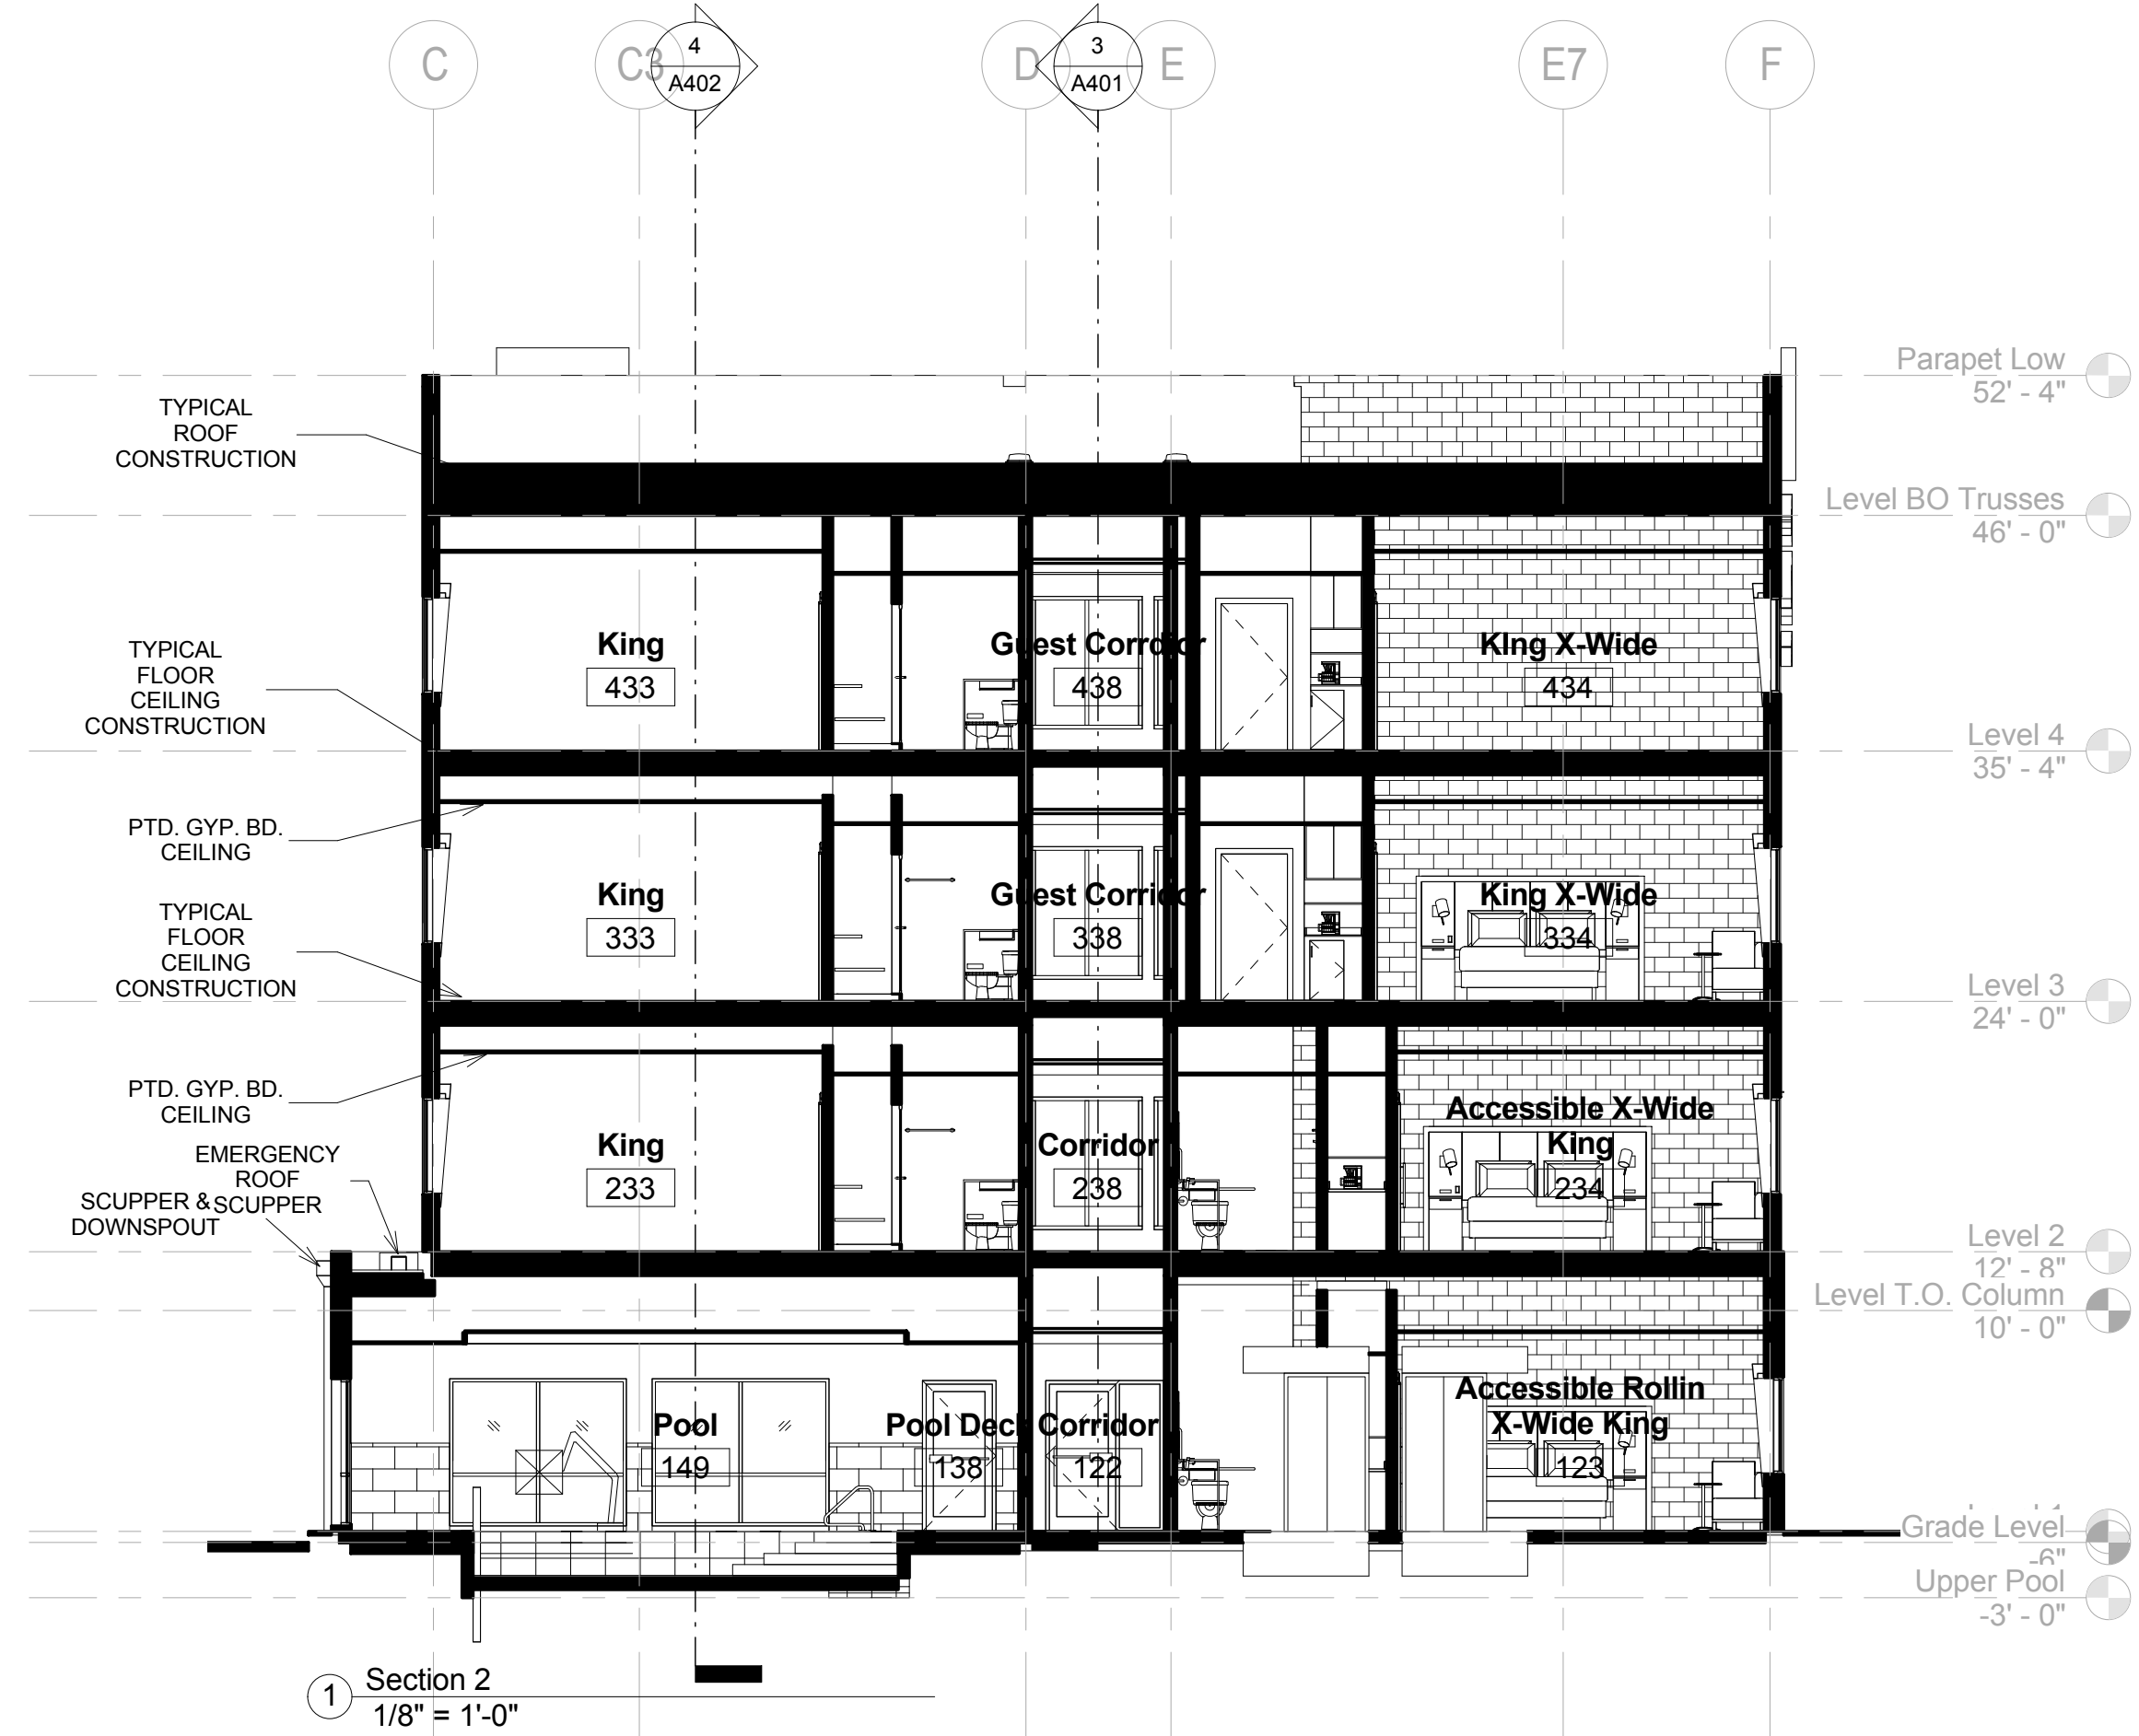 C
C3
4
A402
D
3
A401
E
E7
F
Parapet Low
52' - 4"
TYPICAL
ROOF
CONSTRUCTION
Level BO Trusses
46' - 0"
TYPICAL
FLOOR
CEILING
CONSTRUCTION
King
433
Guest Corrdior
438
KIng X-Wide
434
Level 4
35' - 4"
PTD. GYP. BD.
CEILING
King
333
Guest Corridor
338
King X-Wide
334
TYPICAL
FLOOR
CEILING
CONSTRUCTION
Level 3
24' - 0"
PTD. GYP. BD.
CEILING
King
233
Corridor
238
Accessible X-Wide
King
234
EMERGENCY
ROOF
SCUPPER
SCUPPER &
DOWNSPOUT
Level 2
12' - 8"
Level T.O. Column
10' - 0"
Pool
149
Pool Deck
138
Corridor
122
Accessible Rollin
X-Wide King
123
Grade Level
-6"
Upper Pool
-3' - 0"
1
Section 2
1/8" = 1'-0"